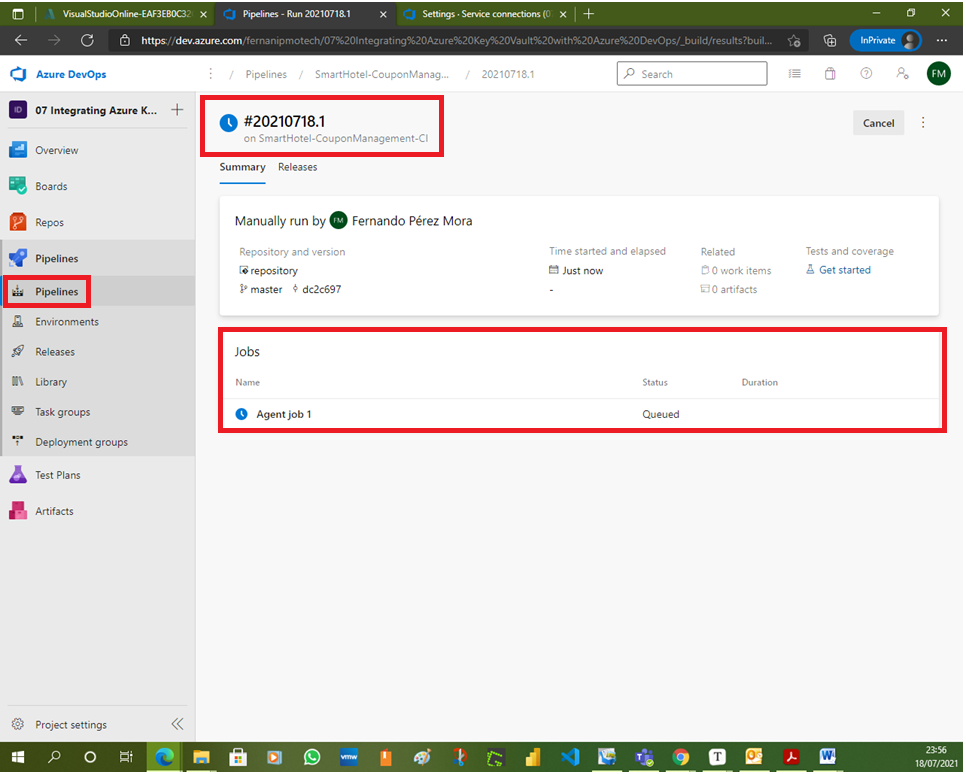 VisualStudioOnline-EAF3EB0C32
Pipelines - Run 20210718.1
Settings · Service connections (0
https://dev.azure.com/fernanipmotech/07%20Integrating%20Azure%20Key%20Vault%20with%20Azure%20DevOps/_build/results?buil...
InPrivate
Azure DevOps
/ Pipelines / SmartHotel-CouponManag... / 20210718.1
Search
FM
ID
07 Integrating Azure K...
Overview
Boards
Repos
Pipelines
Pipelines
Environments
Releases
Library
Task groups
Deployment groups
Test Plans
Artifacts
Project settings
#20210718.1
on SmartHotel-CouponManagement-CI
Cancel
Summary Releases
Manually run by FM Fernando Pérez Mora
Repository and version
repository
master dc2c697
Time started and elapsed
Just now
-
Related
0 work items
0 artifacts
Tests and coverage
Get started
Jobs
Name Status Duration
Agent job 1 Queued
vmw
T
W
23:56
18/07/2021